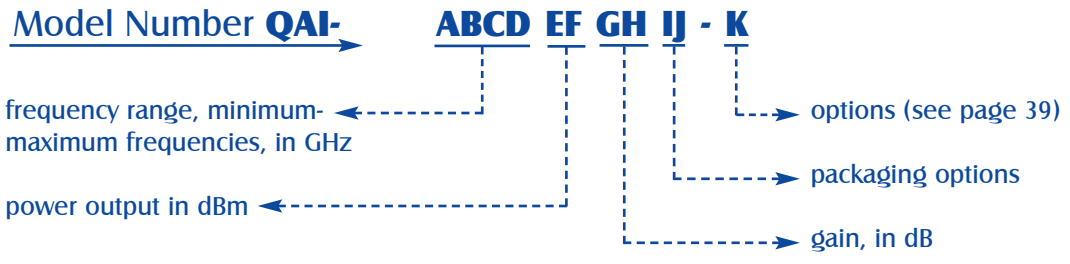 Model Number QAI- ABCD EF GH IJ - K
frequency range, minimum-
maximum frequencies, in GHz
options (see page 39)
packaging options
power output in dBm
gain, in dB